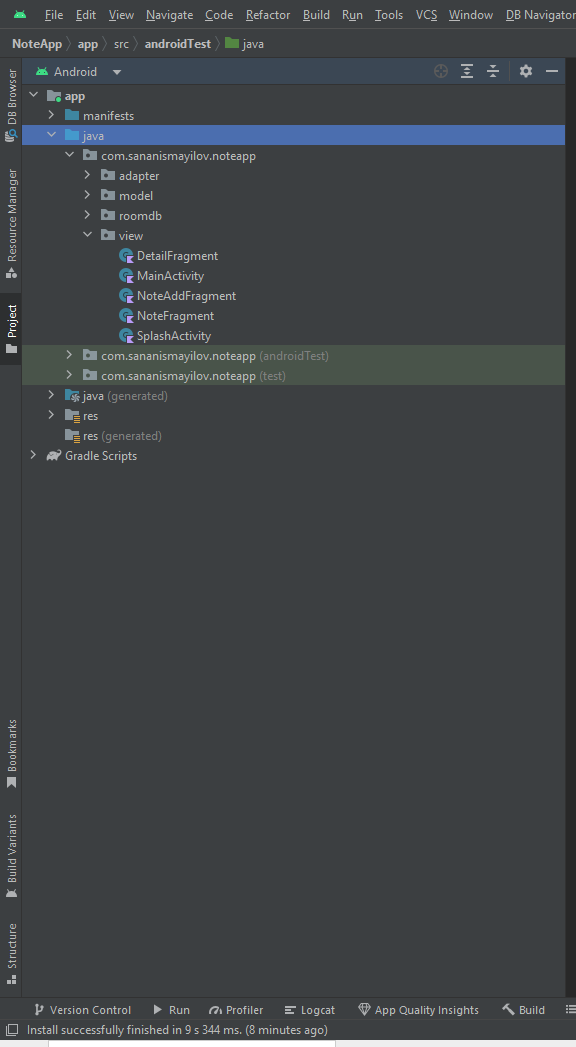 File Edit View Navigate Code Refactor Build Run Tools VCS Window DB Navigator
NoteApp app src androidTest java
Android
DB Browser
Resource Manager
Project
app
manifests
java
com.sananismayilov.noteapp
adapter
model
roomdb
view
DetailFragment
MainActivity
NoteAddFragment
NoteFragment
SplashActivity
com.sananismayilov.noteapp (androidTest)
com.sananismayilov.noteapp (test)
java (generated)
res
res (generated)
Gradle Scripts
Bookmarks
Build Variants
Structure
Version Control Run Profiler Logcat App Quality Insights Build
Install successfully finished in 9 s 344 ms. (8 minutes ago)